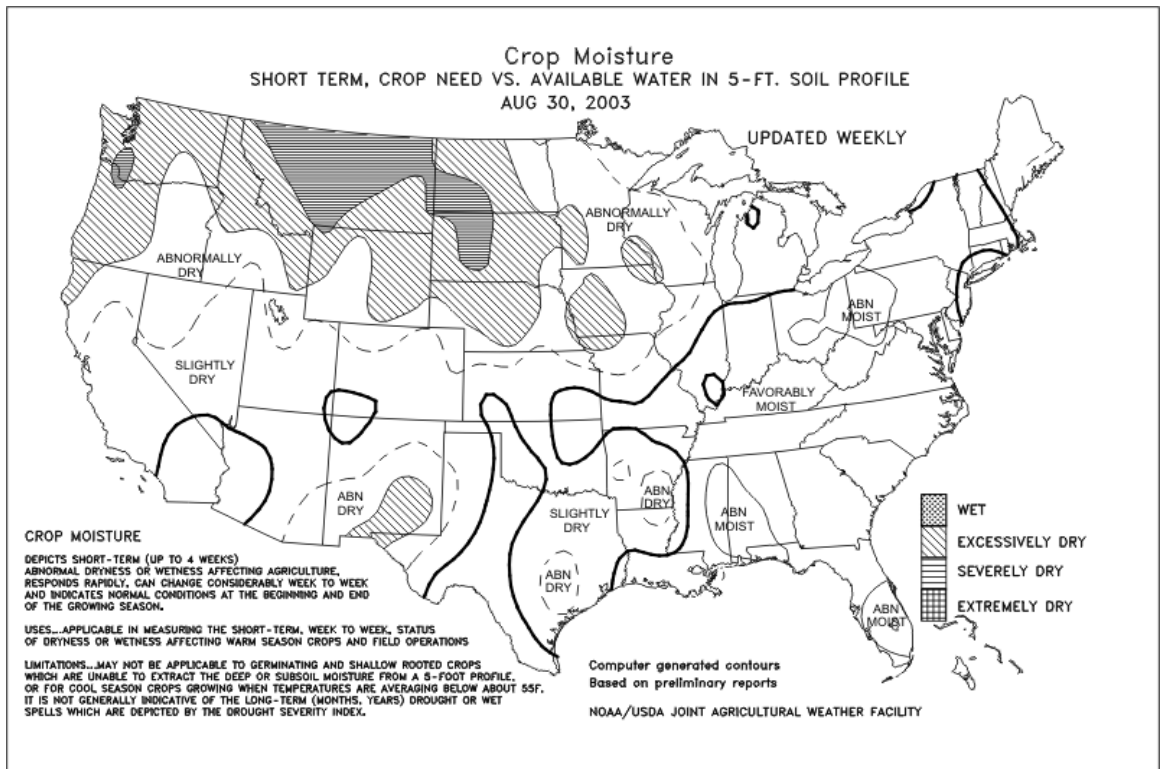 Crop Moisture
SHORT TERM, CROP NEED VS. AVAILABLE WATER IN 5-FT. SOIL PROFILE
AUG 30, 2003
UPDATED WEEKLY
ABNORMALLY
DRY
ABNORMALLY
DRY
ABN
MOIST
SLIGHTLY
DRY
FAVORABLY
MOIST
ABN
DRY
ABN
DRY
SLIGHTLY
DRY
ABN
MOIST
ABN
DRY
ABN
MOIST
WET
EXCESSIVELY DRY
SEVERELY DRY
EXTREMELY DRY
CROP MOISTURE
DEPICTS SHORT-TERM (UP TO 4 WEEKS)
ABNORMAL DRYNESS OR WETNESS AFFECTING AGRICULTURE,
RESPONDS RAPIDLY, CAN CHANGE CONSIDERABLY WEEK TO WEEK
AND INDICATES NORMAL CONDITIONS AT THE BEGINNING AND END
OF THE GROWING SEASON.
USES...APPLICABLE IN MEASURING THE SHORT-TERM, WEEK TO WEEK, STATUS
OF DRYNESS OR WETNESS AFFECTING WARM SEASON CROPS AND FIELD OPERATIONS
LIMITATIONS...MAY NOT BE APPLICABLE TO GERMINATING AND SHALLOW ROOTED CROPS
WHICH ARE UNABLE TO EXTRACT THE DEEP OR SUBSOIL MOISTURE FROM A 5-FOOT PROFILE,
OR FOR COOL SEASON CROPS GROWING WHEN TEMPERATURES ARE AVERAGING BELOW ABOUT 55F.
IT IS NOT GENERALLY INDICATIVE OF THE LONG-TERM (MONTHS, YEARS) DROUGHT OR WET
SPELLS WHICH ARE DEPICTED BY THE DROUGHT SEVERITY INDEX.
Computer generated contours
Based on preliminary reports
NOAA/USDA JOINT AGRICULTURAL WEATHER FACILITY